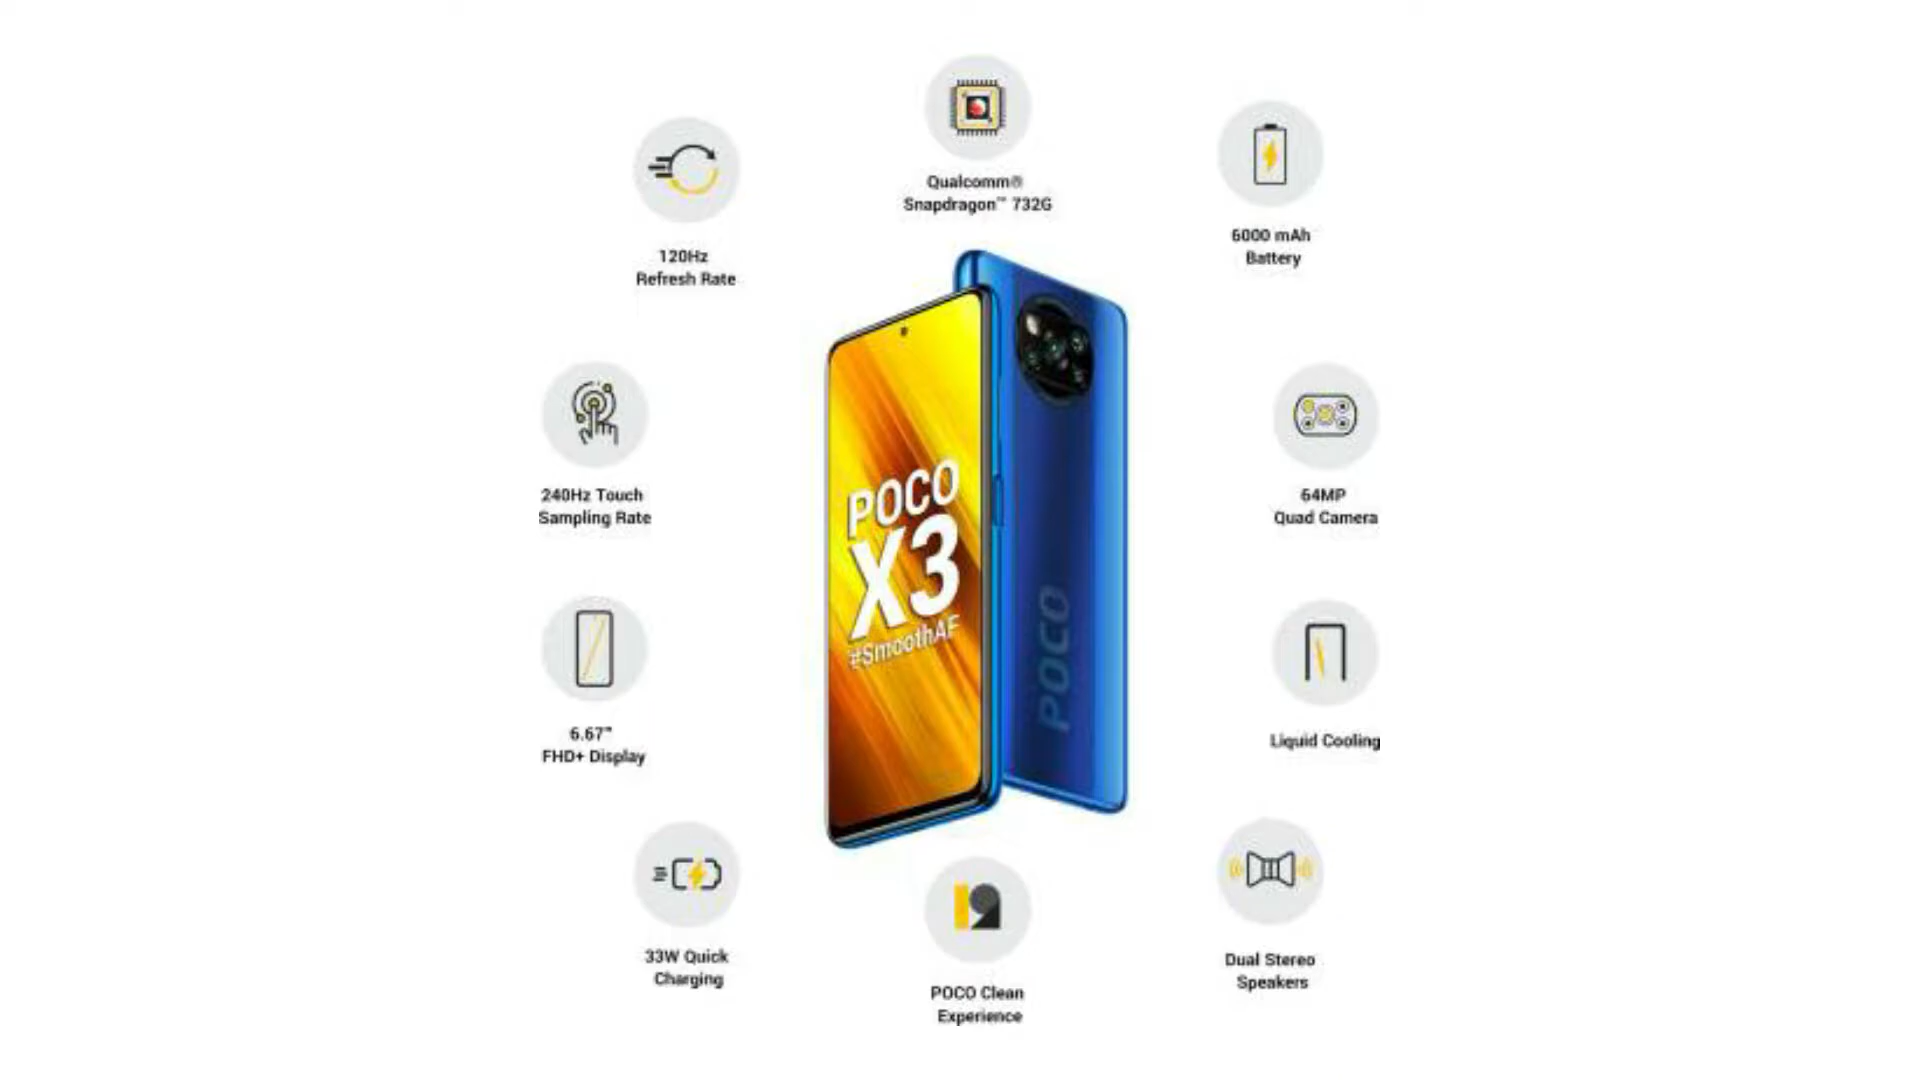 Qualcomm®
Snapdragon™ 732G
120Hz
Refresh Rate
6000 mAh
Battery
240Hz Touch
Sampling Rate
64MP
Quad Camera
POCO
X3
#SmoothAF
POCO
6.67"
FHD+ Display
Liquid Cooling
33W Quick
Charging
Dual Stereo
Speakers
POCO Clean
Experience